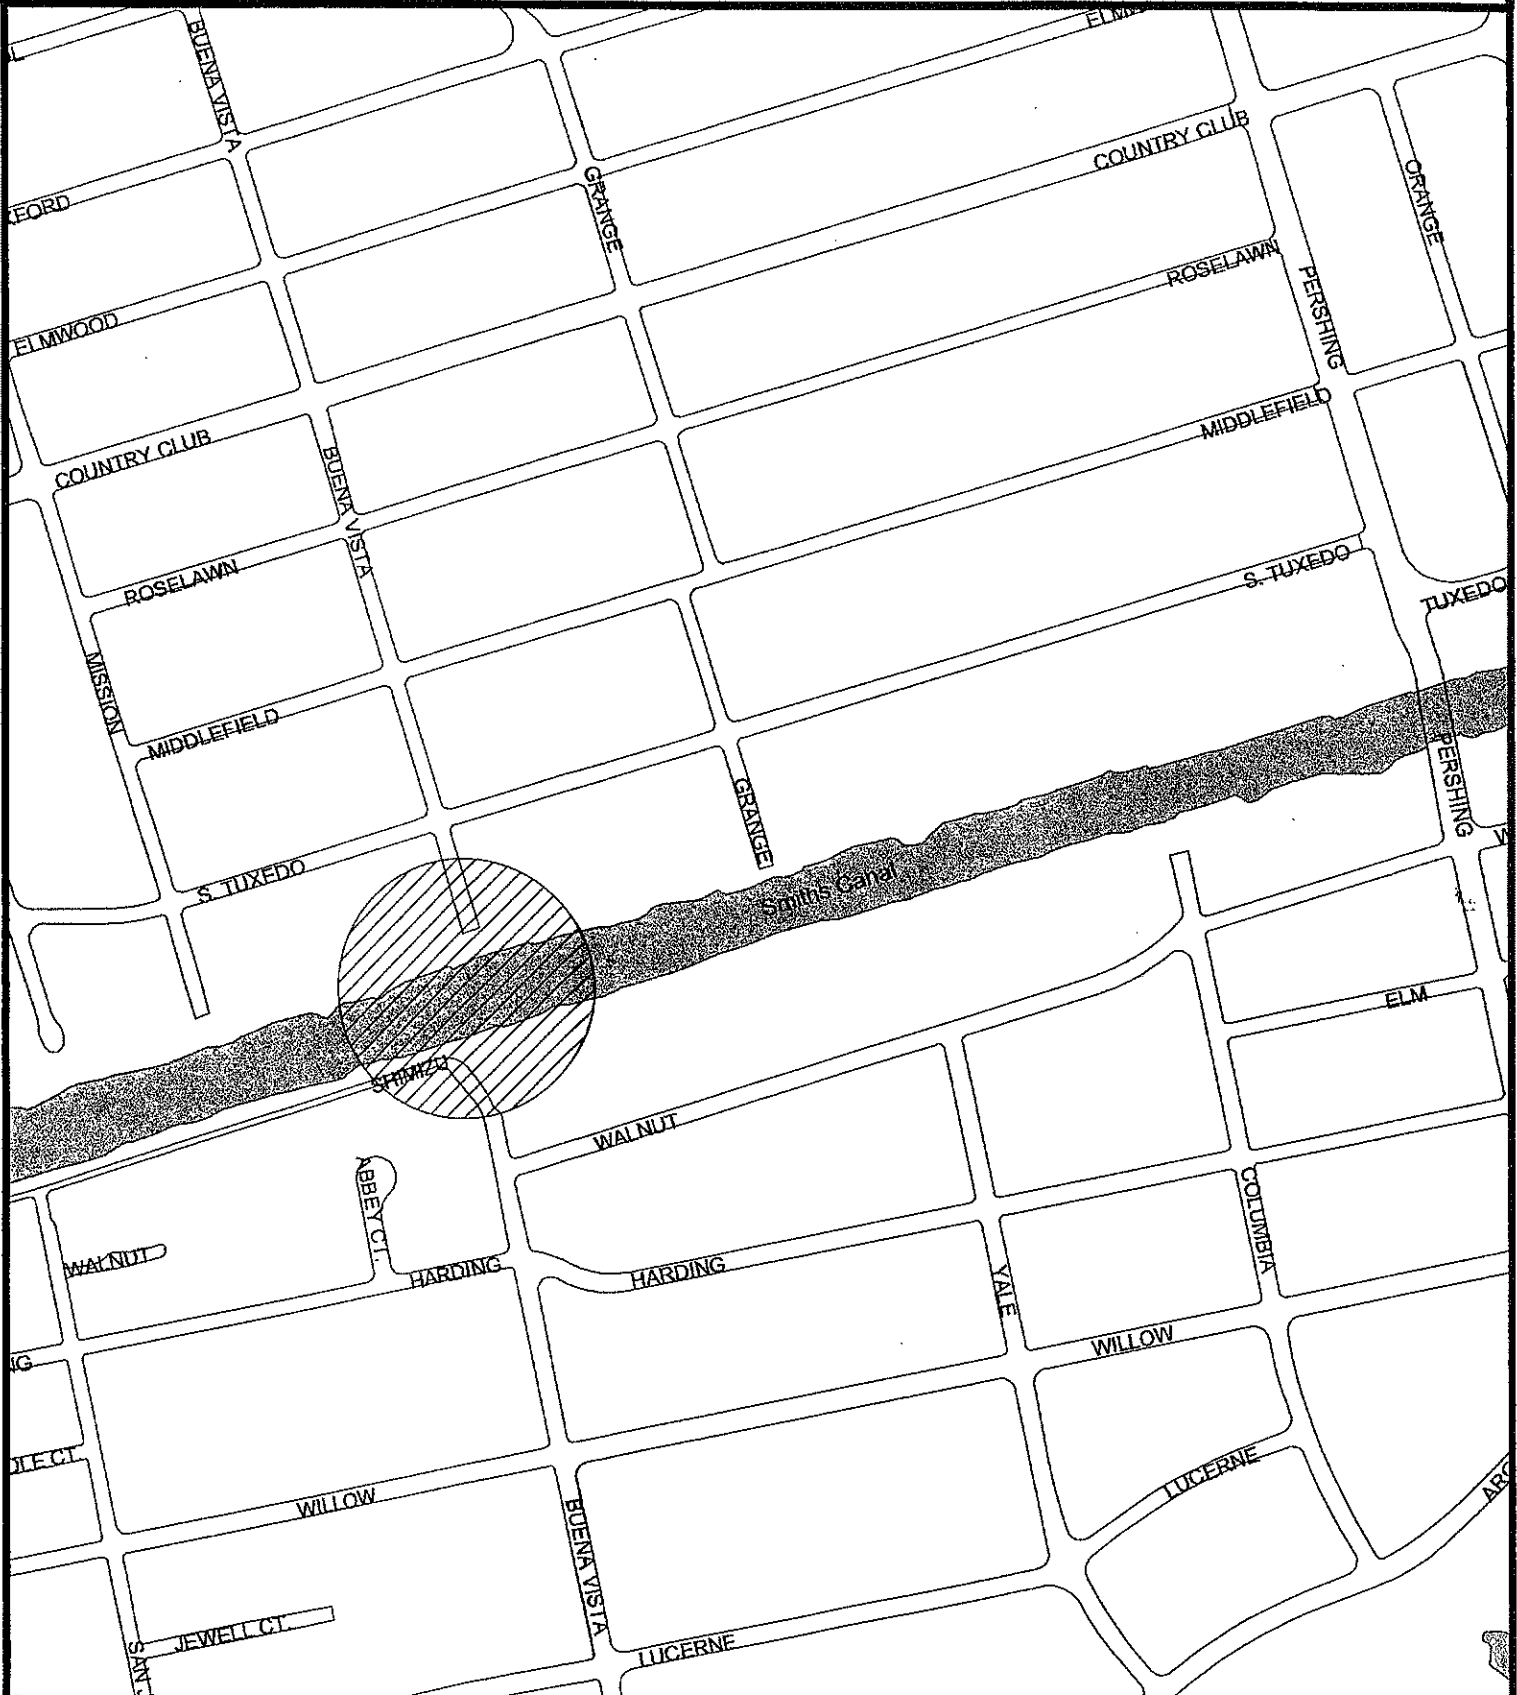 BUENA VISTA
COUNTRY CLUB
GRANGE
ORANGE
ROSELAWN
PERSHING
ELMWOOD
MIDDLEFIELD
COUNTRY CLUB
BUENA VISTA
S. TUXEDO
ROSELAWN
TUXEDO
MISSION
MIDDLEFIELD
PERSHING
GRANGE
S. TUXEDO
Smiths Canal
ELM
SHIMIZU
WALNUT
ABBEY CT.
COLUMBIA
WALNUT
HARDING
HARDING
YALE
WILLOW
LUCERNE
WILLOW
BUENA VISTA
JEWELL CT.
LUCERNE
SAN